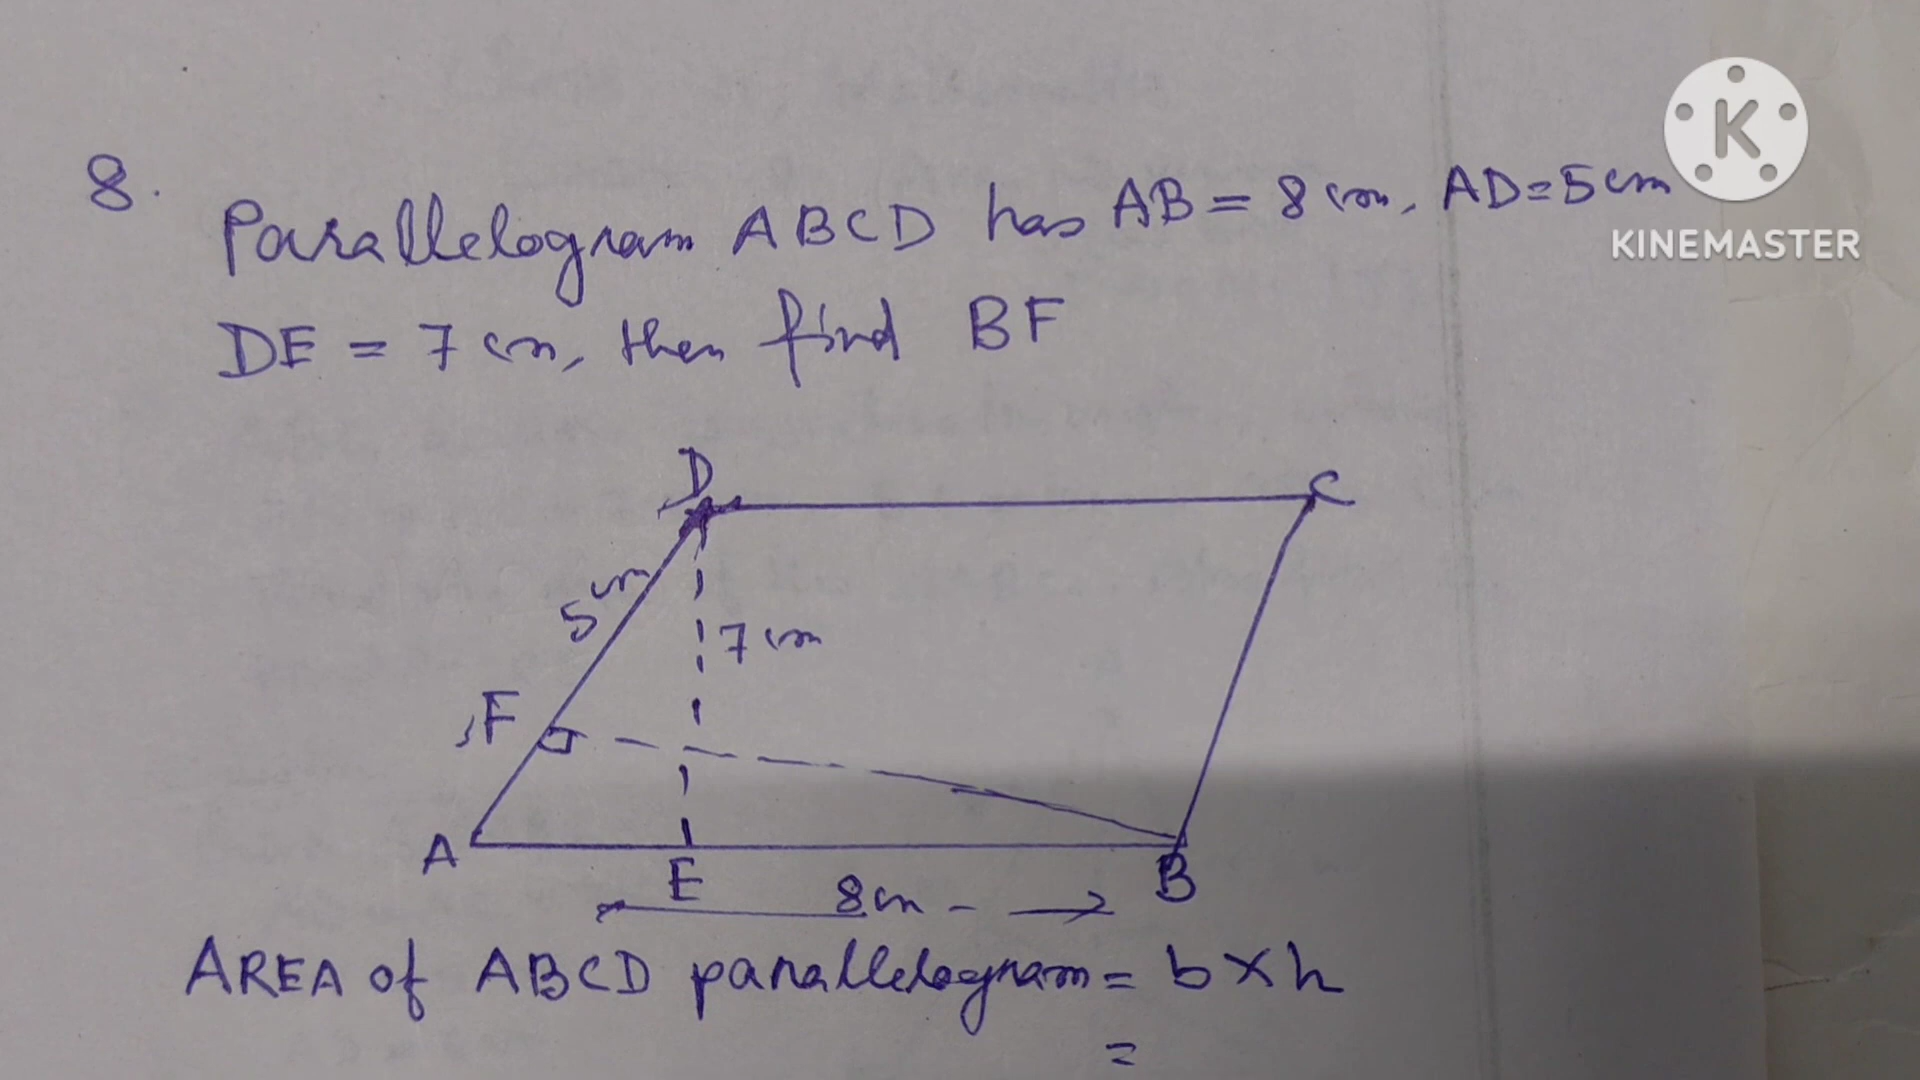 8.
Parallelogram ABCD has AB = 8 cm, AD = 5 cm
DE = 7 cm, then find BF
D
C
5 cm
7 cm
F
A
E
B
8 cm
AREA of ABCD parallelogram = b × h
=
K
KINEMASTER